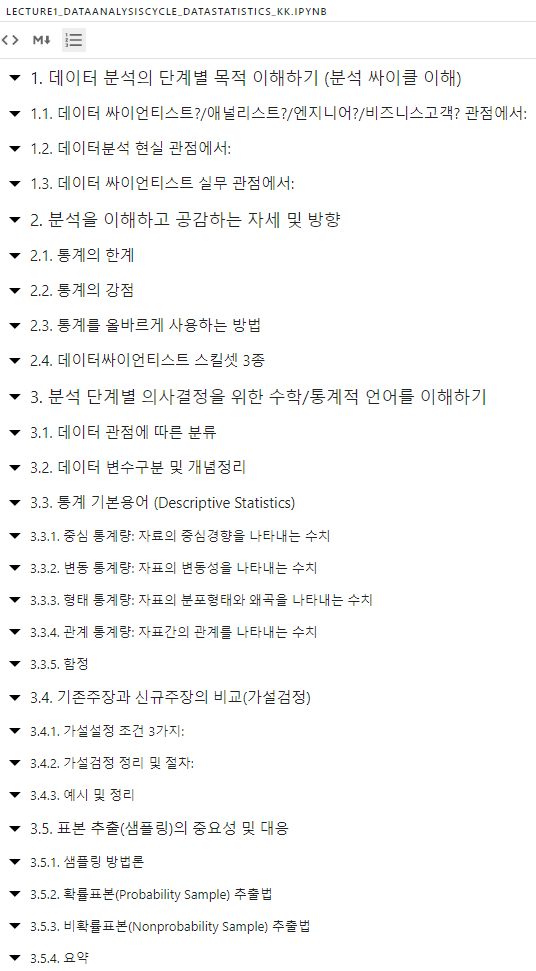 LECTURE1_DATAANALYSISCYCLE_DATASTATISTICS_KK.IPYNB
<> M↓
1. 데이터 분석의 단계별 목적 이해하기 (분석 싸이클 이해)
1.1. 데이터 싸이언티스트?/애널리스트?/엔지니어?/비즈니스고객? 관점에서:
1.2. 데이터분석 현실 관점에서:
1.3. 데이터 싸이언티스트 실무 관점에서:
2. 분석을 이해하고 공감하는 자세 및 방향
2.1. 통계의 한계
2.2. 통계의 강점
2.3. 통계를 올바르게 사용하는 방법
2.4. 데이터싸이언티스트 스킬셋 3종
3. 분석 단계별 의사결정을 위한 수학/통계적 언어를 이해하기
3.1. 데이터 관점에 따른 분류
3.2. 데이터 변수구분 및 개념정리
3.3. 통계 기본용어 (Descriptive Statistics)
3.3.1. 중심 통계량: 자료의 중심경향을 나타내는 수치
3.3.2. 변동 통계량: 자표의 변동성을 나타내는 수치
3.3.3. 형태 통계량: 자표의 분포형태와 왜곡을 나타내는 수치
3.3.4. 관계 통계량: 자표간의 관계를 나타내는 수치
3.3.5. 함정
3.4. 기존주장과 신규주장의 비교(가설검정)
3.4.1. 가설설정 조건 3가지:
3.4.2. 가설검정 정리 및 절차:
3.4.3. 예시 및 정리
3.5. 표본 추출(샘플링)의 중요성 및 대응
3.5.1. 샘플링 방법론
3.5.2. 확률표본(Probability Sample) 추출법
3.5.3. 비확률표본(Nonprobability Sample) 추출법
3.5.4. 요약